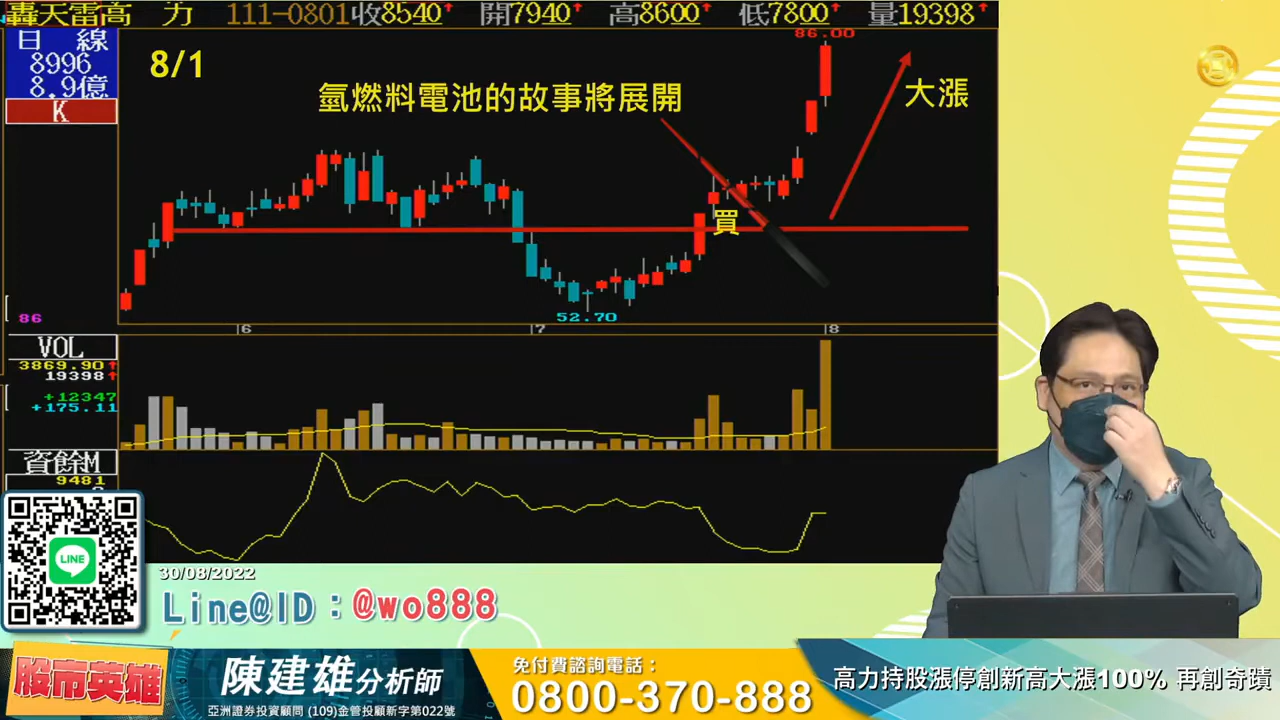 轟天雷高 力 111-0801收8540↑ 開7940↑ 高8600↑ 低7800↑ 量19398↑
日 線
8996
8.9億
K
8/1
氫燃料電池的故事將展開
大漲
86.00
買
52.70
86
6 7 8
VOL
3869.90↑
19398↑
+12347
+175.11
資餘M
9481
LINE
30/08/2022
Line@ID：@wo888
股市英雄
陳建雄分析師
亞洲證券投資顧問 (109)金管投顧新字第022號
免付費諮詢電話：
0800-370-888
高力持股漲停創新高大漲100% 再創奇蹟